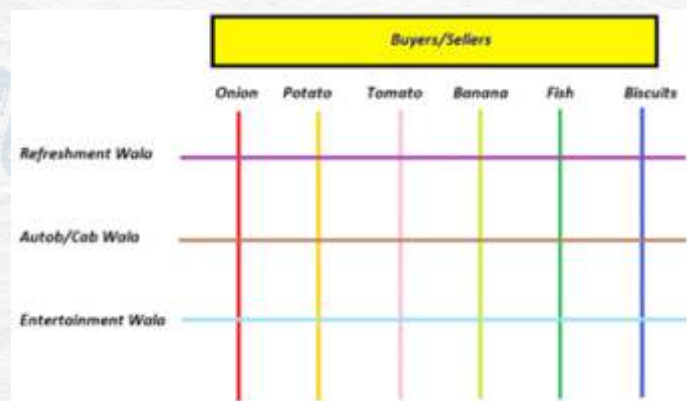 Buyers/Sellers
Onion Potato Tomato Banana Fish Biscuits
Refreshment Wala
Autob/Cab Wala
Entertainment Wala